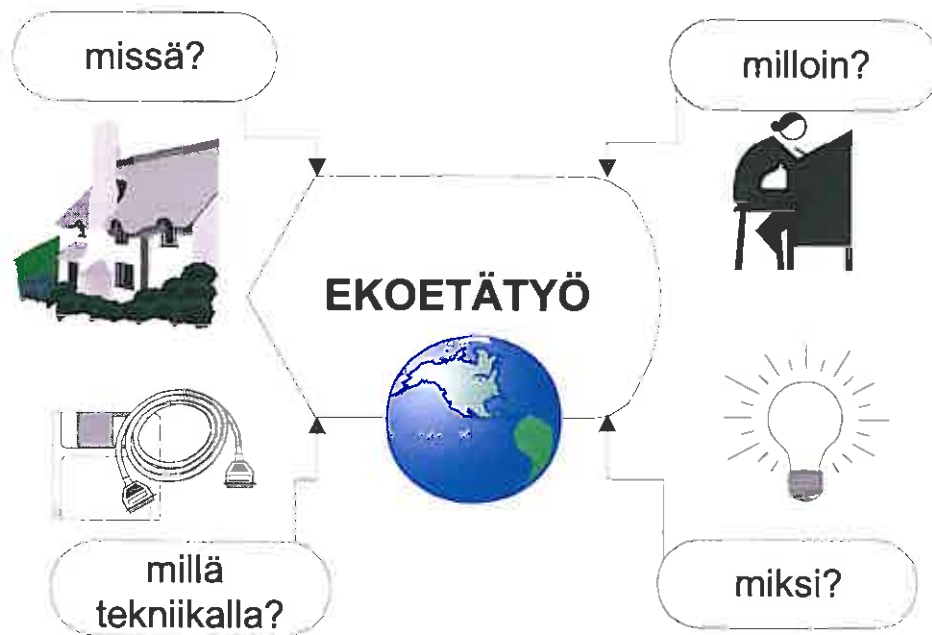 missä?
milloin?
EKOETÄTYÖ
millä
tekniikalla?
miksi?